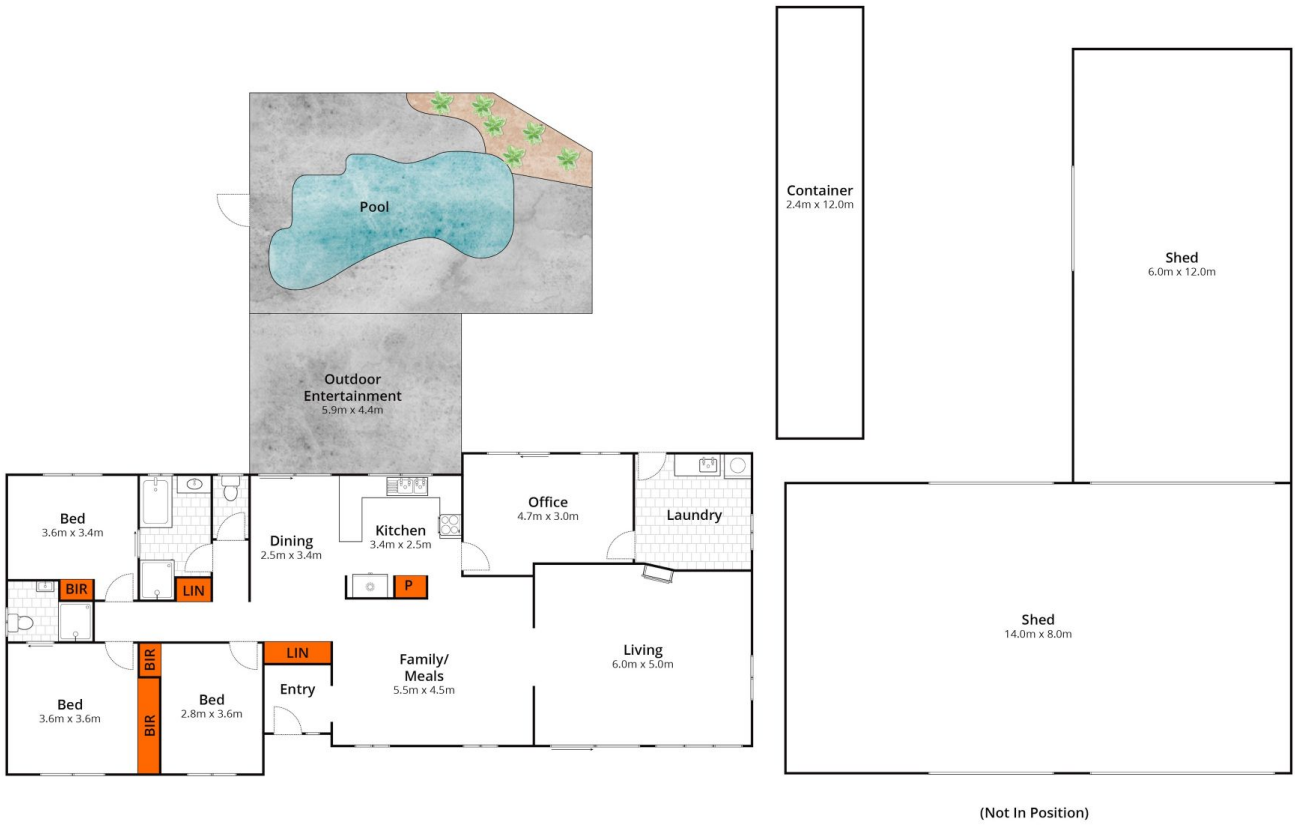 Container
2.4m x 12.0m
Shed
6.0m x 12.0m
Pool
Outdoor
Entertainment
5.9m x 4.4m
Bed
3.6m x 3.4m
BIR
LIN
Dining
2.5m x 3.4m
Kitchen
3.4m x 2.5m
P
Office
4.7m x 3.0m
Laundry
Bed
3.6m x 3.6m
BIR
BIR
Bed
2.8m x 3.6m
LIN
Entry
Family/
Meals
5.5m x 4.5m
Living
6.0m x 5.0m
Shed
14.0m x 8.0m
(Not In Position)